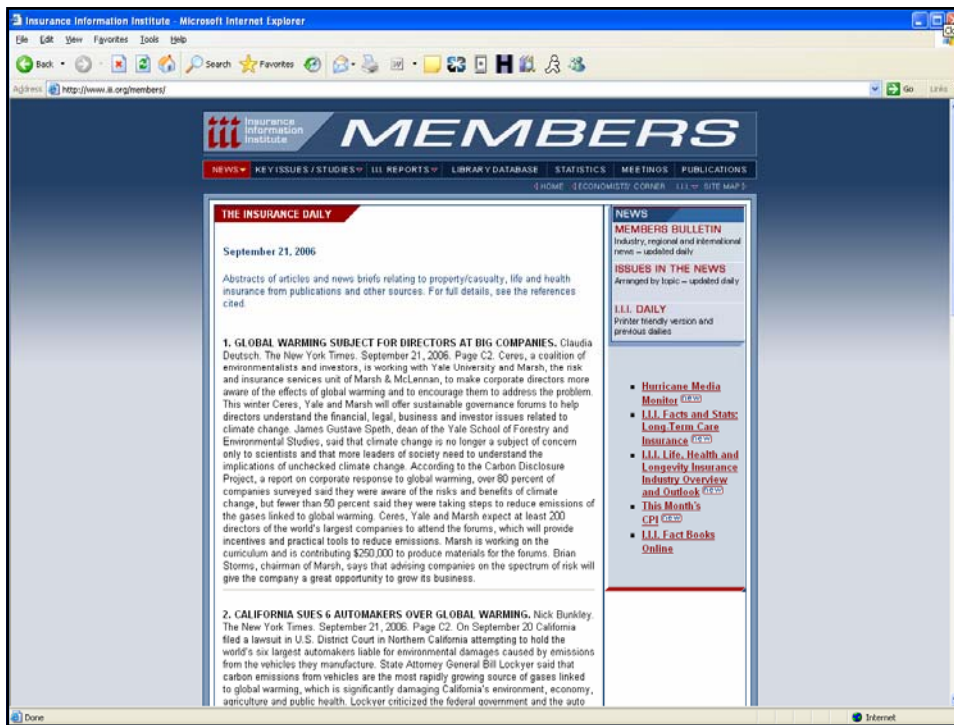 Insurance Information Institute - Microsoft Internet Explorer
File Edit View Favorites Tools Help
Back Search Favorites
Address http://www.iii.org/members/ Go Links
iii Insurance Information Institute MEMBERS
NEWS KEY ISSUES / STUDIES III REPORTS LIBRARY DATABASE STATISTICS MEETINGS PUBLICATIONS
HOME ECONOMISTS' CORNER I.I.I. SITE MAP
THE INSURANCE DAILY
September 21, 2006
Abstracts of articles and news briefs relating to property/casualty, life and health
insurance from publications and other sources. For full details, see the references
cited.
1. GLOBAL WARMING SUBJECT FOR DIRECTORS AT BIG COMPANIES. Claudia
Deutsch. The New York Times. September 21, 2006. Page C2. Ceres, a coalition of
environmentalists and investors, is working with Yale University and Marsh, the risk
and insurance services unit of Marsh & McLennan, to make corporate directors more
aware of the effects of global warming and to encourage them to address the problem.
This winter Ceres, Yale and Marsh will offer sustainable governance forums to help
directors understand the financial, legal, business and investor issues related to
climate change. James Gustave Speth, dean of the Yale School of Forestry and
Environmental Studies, said that climate change is no longer a subject of concern
only to scientists and that more leaders of society need to understand the
implications of unchecked climate change. According to the Carbon Disclosure
Project, a report on corporate response to global warming, over 80 percent of
companies surveyed said they were aware of the risks and benefits of climate
change, but fewer than 50 percent said they were taking steps to reduce emissions of
the gases linked to global warming. Ceres, Yale and Marsh expect at least 200
directors of the world's largest companies to attend the forums, which will provide
incentives and practical tools to reduce emissions. Marsh is working on the
curriculum and is contributing $250,000 to produce materials for the forums. Brian
Storms, chairman of Marsh, says that advising companies on the spectrum of risk will
give the company a great opportunity to grow its business.
2. CALIFORNIA SUES 6 AUTOMAKERS OVER GLOBAL WARMING. Nick Bunkley.
The New York Times. September 21, 2006. Page C2. On September 20 California
filed a lawsuit in U.S. District Court in Northern California attempting to hold the
world's six largest automakers liable for environmental damages caused by emissions
from the vehicles they manufacture. State Attorney General Bill Lockyer said that
carbon emissions from vehicles are the most rapidly growing source of gases linked
to global warming, which is significantly damaging California's environment, economy,
agriculture and public health. Lockyer criticized the federal government and the auto
NEWS
MEMBERS BULLETIN
Industry, regional and international
news – updated daily
ISSUES IN THE NEWS
Arranged by topic – updated daily
I.I.I. DAILY
Printer friendly version and
previous dailies
Hurricane Media
Monitor new
I.I.I. Facts and Stats:
Long-Term Care
Insurance new
I.I.I. Life, Health and
Longevity Insurance
Industry Overview
and Outlook new
This Month's
CPI new
I.I.I. Fact Books
Online
Done Internet